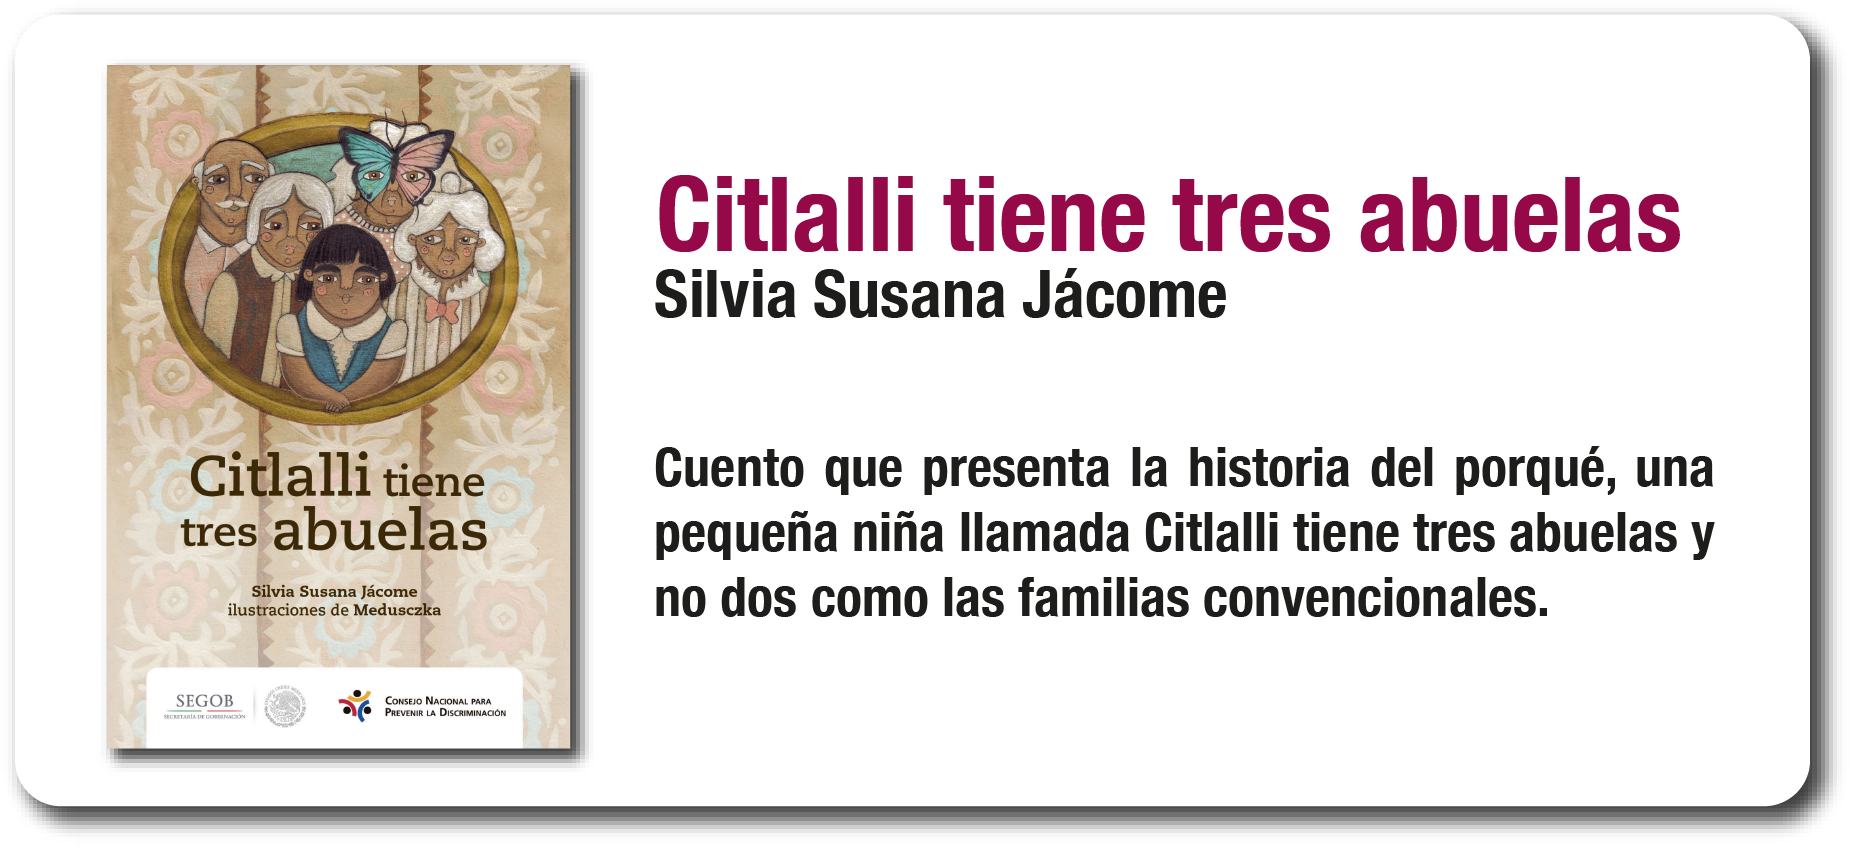 Citlalli tiene
tres abuelas
Silvia Susana Jácome
ilustraciones de Medusczka
SEGOB
SECRETARÍA DE GOBERNACIÓN
CONSEJO NACIONAL PARA
PREVENIR LA DISCRIMINACIÓN
Citlalli tiene tres abuelas
Silvia Susana Jácome
Cuento que presenta la historia del porqué, una
pequeña niña llamada Citlalli tiene tres abuelas y
no dos como las familias convencionales.